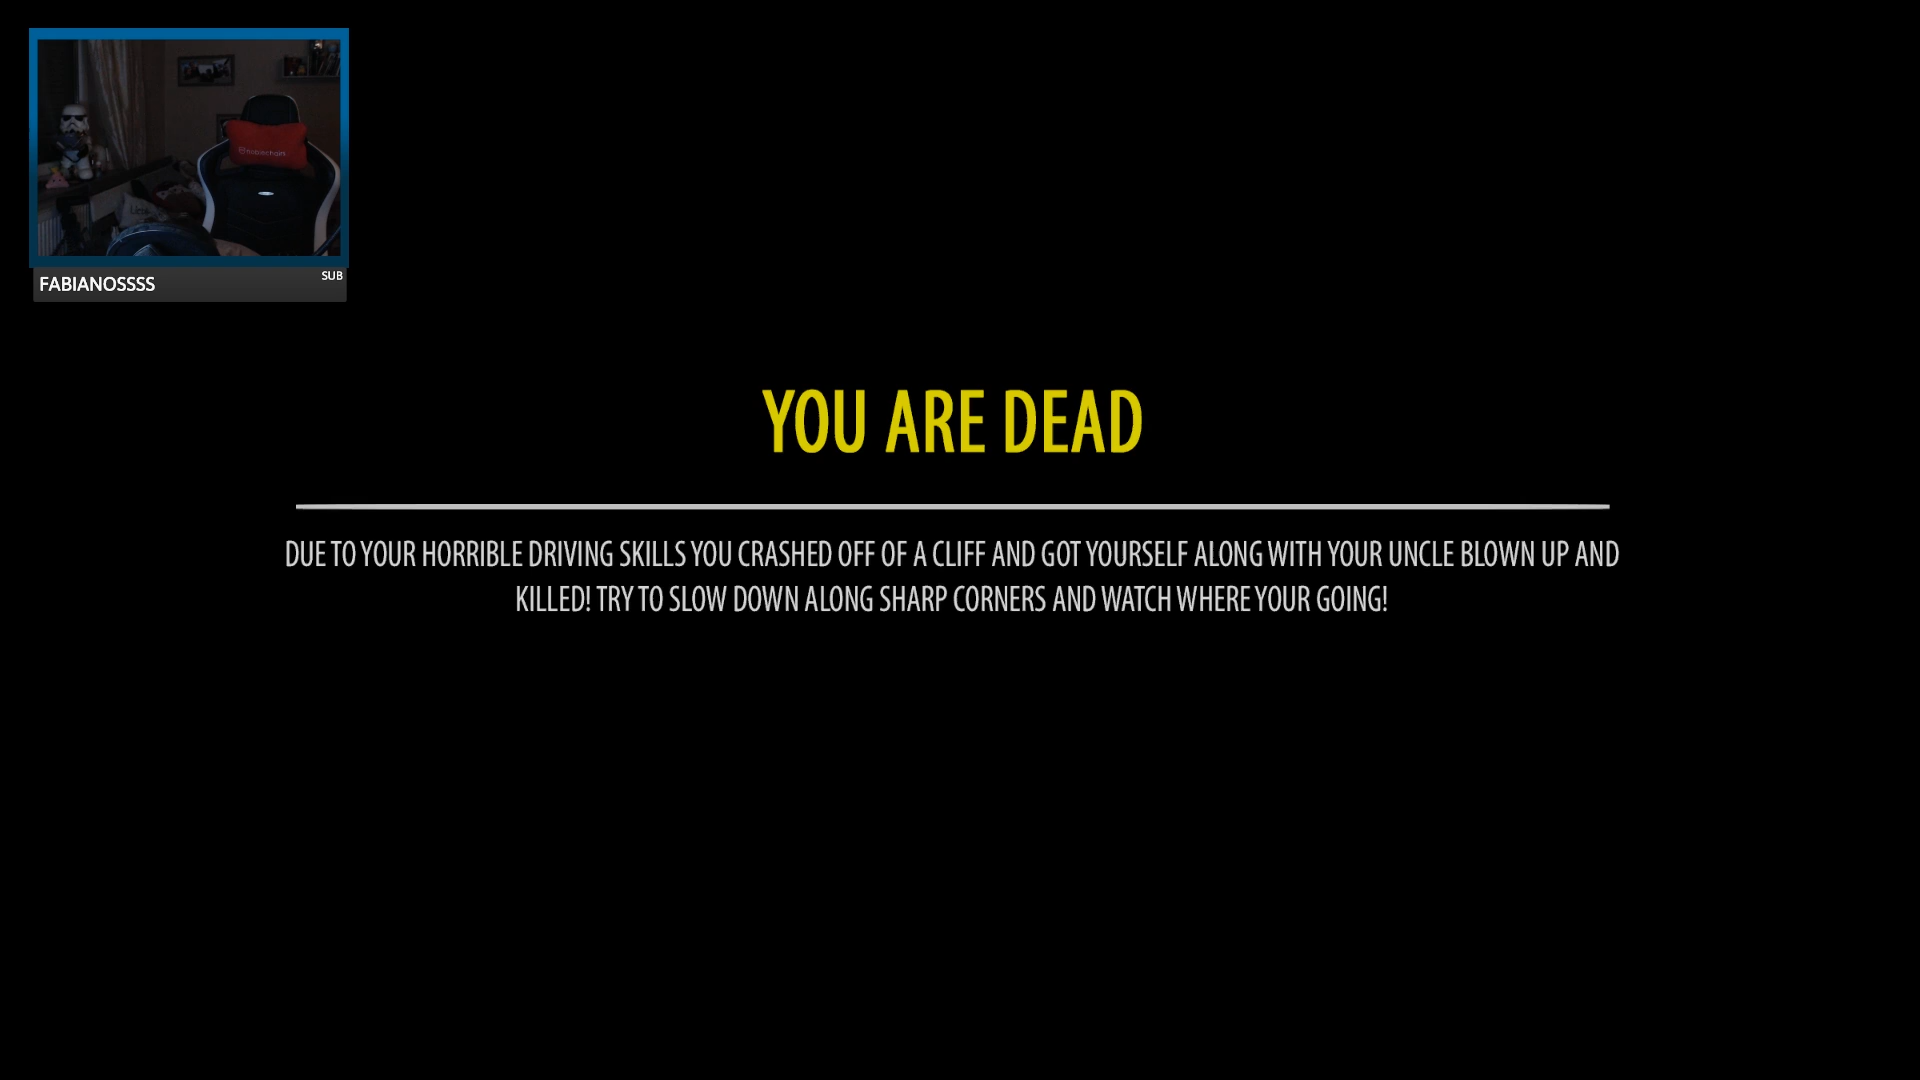 noblechairs
FABIANOSSSS
SUB
YOU ARE DEAD
DUE TO YOUR HORRIBLE DRIVING SKILLS YOU CRASHED OFF OF A CLIFF AND GOT YOURSELF ALONG WITH YOUR UNCLE BLOWN UP AND
KILLED! TRY TO SLOW DOWN ALONG SHARP CORNERS AND WATCH WHERE YOUR GOING!